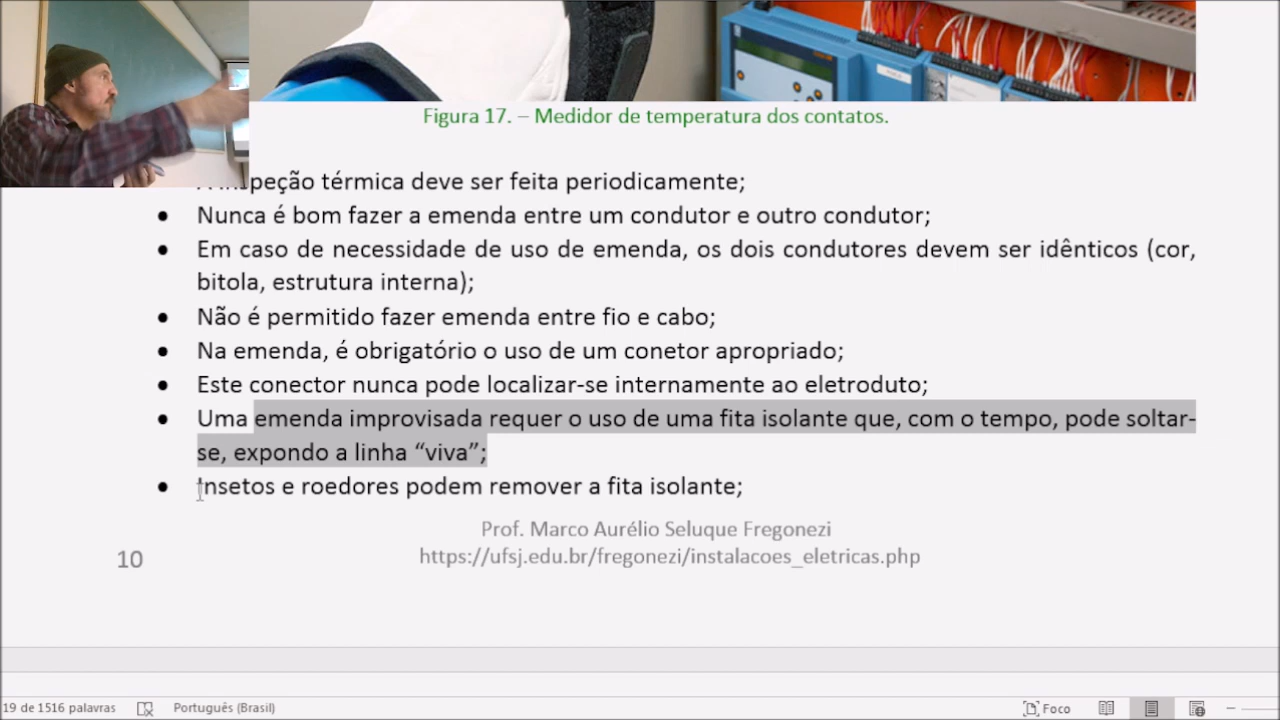 Figura 17. – Medidor de temperatura dos contatos.
A inspeção térmica deve ser feita periodicamente;
• Nunca é bom fazer a emenda entre um condutor e outro condutor;
• Em caso de necessidade de uso de emenda, os dois condutores devem ser idênticos (cor,
bitola, estrutura interna);
• Não é permitido fazer emenda entre fio e cabo;
• Na emenda, é obrigatório o uso de um conetor apropriado;
• Este conector nunca pode localizar-se internamente ao eletroduto;
• Uma emenda improvisada requer o uso de uma fita isolante que, com o tempo, pode soltar-
se, expondo a linha “viva”;
• Insetos e roedores podem remover a fita isolante;
Prof. Marco Aurélio Seluque Fregonezi
10
https://ufsj.edu.br/fregonezi/instalacoes_eletricas.php
19 de 1516 palavras
Português (Brasil)
Foco